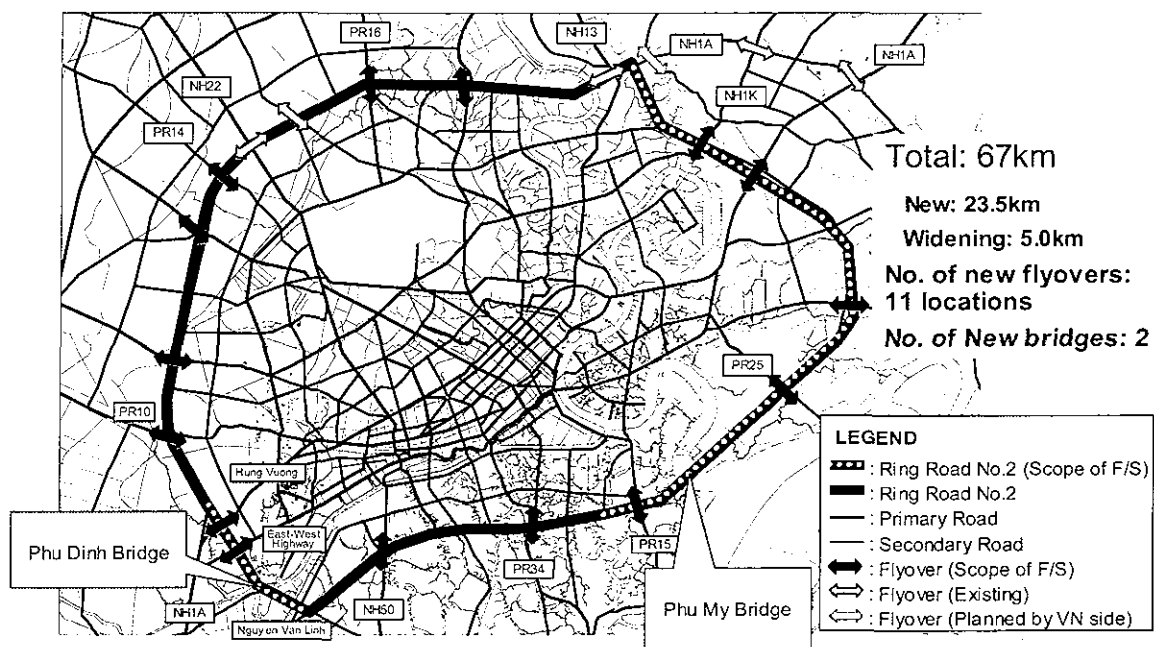 PR16
NH13
NH1A
NH1A
NH22
NH1K
PR14
Total: 67km
New: 23.5km
Widening: 5.0km
No. of new flyovers:
11 locations
No. of New bridges: 2
PR25
PR10
LEGEND
: Ring Road No.2 (Scope of F/S)
: Ring Road No.2
: Primary Road
: Secondary Road
: Flyover (Scope of F/S)
: Flyover (Existing)
: Flyover (Planned by VN side)
Hung Vuong
East-West
Highway
Phu Dinh Bridge
PR15
PR34
NH1A
NH50
Nguyen Van Linh
Phu My Bridge